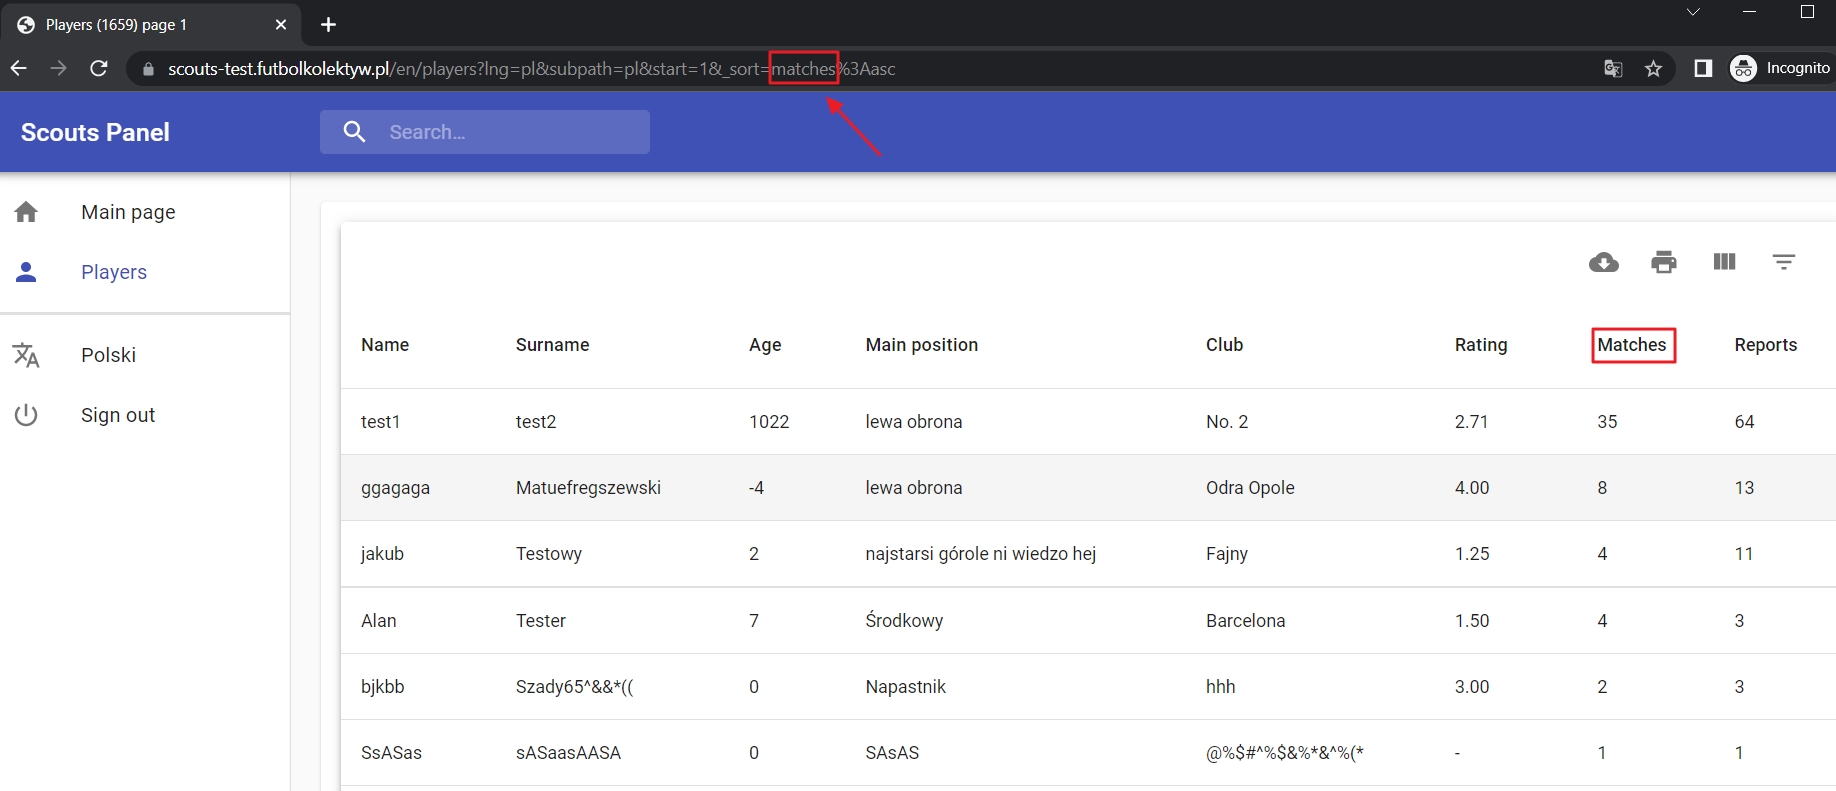 Players (1659) page 1
scouts-test.futbolkolektyw.pl/en/players?lng=pl&subpath=pl&start=1&_sort=matches%3Aasc
Incognito
Scouts Panel
Search...
Main page
Players
Polski
Sign out
Name Surname Age Main position Club Rating Matches Reports
test1 test2 1022 lewa obrona No. 2 2.71 35 64
ggagaga Matuefregszewski -4 lewa obrona Odra Opole 4.00 8 13
jakub Testowy 2 najstarsi górole ni wiedzo hej Fajny 1.25 4 11
Alan Tester 7 Środkowy Barcelona 1.50 4 3
bjkbb Szady65^&&*(( 0 Napastnik hhh 3.00 2 3
SsASas sASaasAASA 0 SAsAS @%$#^%$&%*&^%(* - 1 1